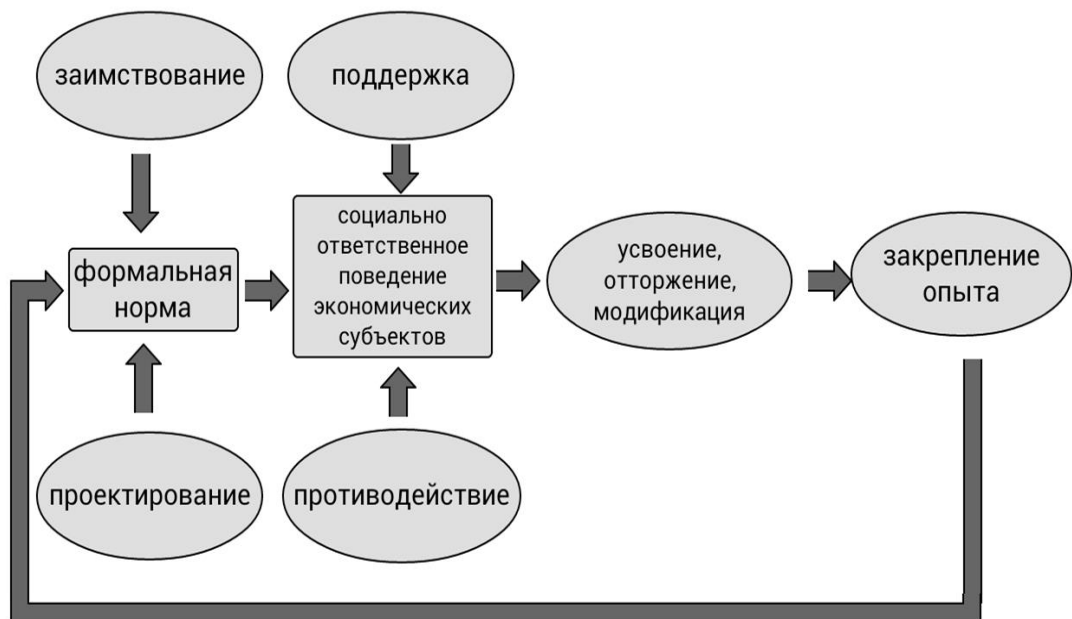 заимствование
поддержка
формальная
норма
социально
ответственное
поведение
экономических
субъектов
усвоение,
отторжение,
модификация
закрепление
опыта
проектирование
противодействие